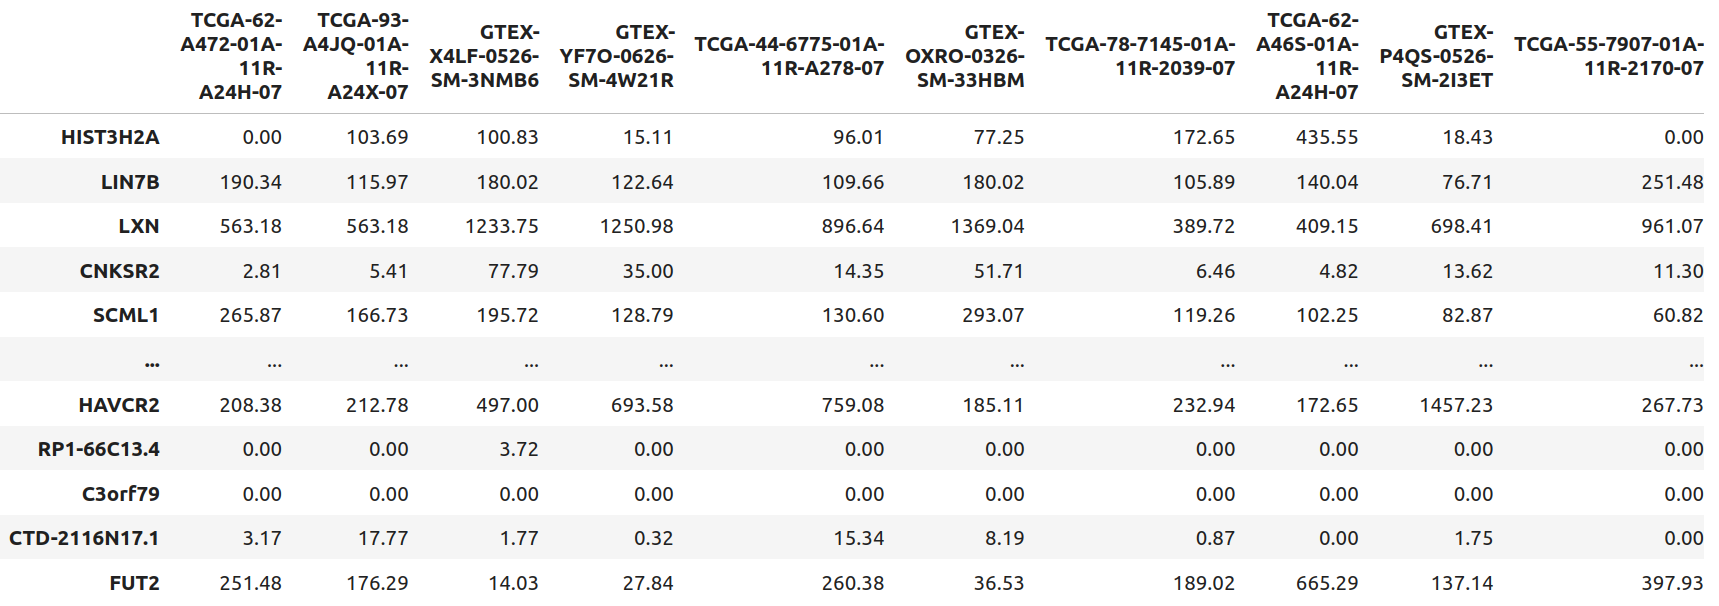 TCGA-62-A472-01A-11R-A24H-07 TCGA-93-A4JQ-01A-11R-A24X-07 GTEX-X4LF-0526-SM-3NMB6 GTEX-YF7O-0626-SM-4W21R TCGA-44-6775-01A-11R-A278-07 GTEX-OXRO-0326-SM-33HBM TCGA-78-7145-01A-11R-2039-07 TCGA-62-A46S-01A-11R-A24H-07 GTEX-P4QS-0526-SM-2I3ET TCGA-55-7907-01A-11R-2170-07
HIST3H2A 0.00 103.69 100.83 15.11 96.01 77.25 172.65 435.55 18.43 0.00
LIN7B 190.34 115.97 180.02 122.64 109.66 180.02 105.89 140.04 76.71 251.48
LXN 563.18 563.18 1233.75 1250.98 896.64 1369.04 389.72 409.15 698.41 961.07
CNKSR2 2.81 5.41 77.79 35.00 14.35 51.71 6.46 4.82 13.62 11.30
SCML1 265.87 166.73 195.72 128.79 130.60 293.07 119.26 102.25 82.87 60.82
... ... ... ... ... ... ... ... ... ... ...
HAVCR2 208.38 212.78 497.00 693.58 759.08 185.11 232.94 172.65 1457.23 267.73
RP1-66C13.4 0.00 0.00 3.72 0.00 0.00 0.00 0.00 0.00 0.00 0.00
C3orf79 0.00 0.00 0.00 0.00 0.00 0.00 0.00 0.00 0.00 0.00
CTD-2116N17.1 3.17 17.77 1.77 0.32 15.34 8.19 0.87 0.00 1.75 0.00
FUT2 251.48 176.29 14.03 27.84 260.38 36.53 189.02 665.29 137.14 397.93